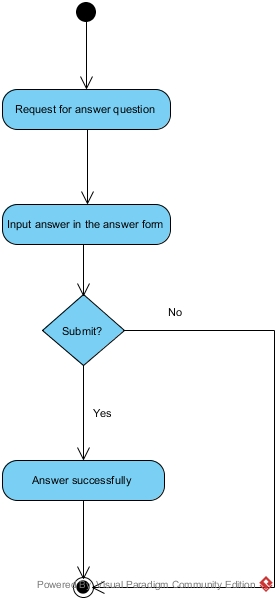 Request for answer question
Input answer in the answer form
No
Submit?
Yes
Answer successfully
Powered By Visual Paradigm Community Edition